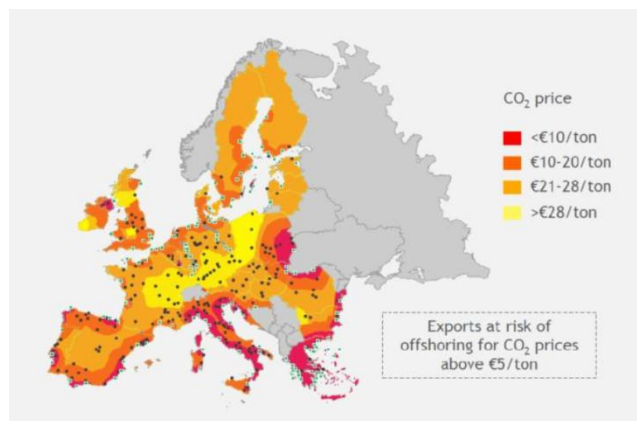 CO₂ price
<€10/ton
€10-20/ton
€21-28/ton
>€28/ton
Exports at risk of
offshoring for CO₂ prices
above €5/ton